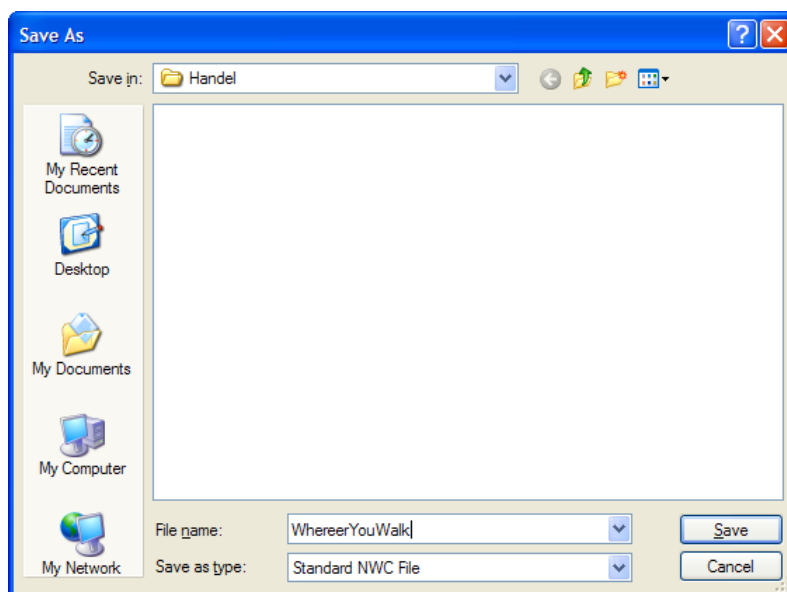 Save As
Save in: Handel
My Recent
Documents
Desktop
My Documents
My Computer
My Network
File name: WhereerYouWalk Save
Save as type: Standard NWC File Cancel